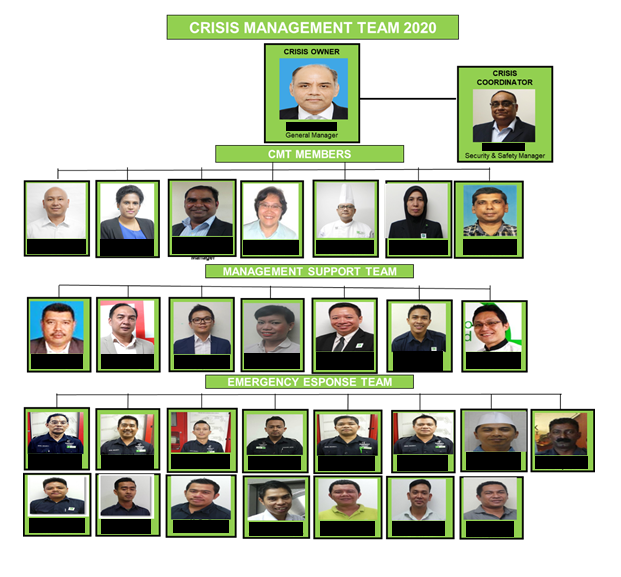 CRISIS MANAGEMENT TEAM 2020
CRISIS OWNER
General Manager
CRISIS
COORDINATOR
Security & Safety Manager
CMT MEMBERS
Manager
MANAGEMENT SUPPORT TEAM
EMERGENCY ESPONSE TEAM